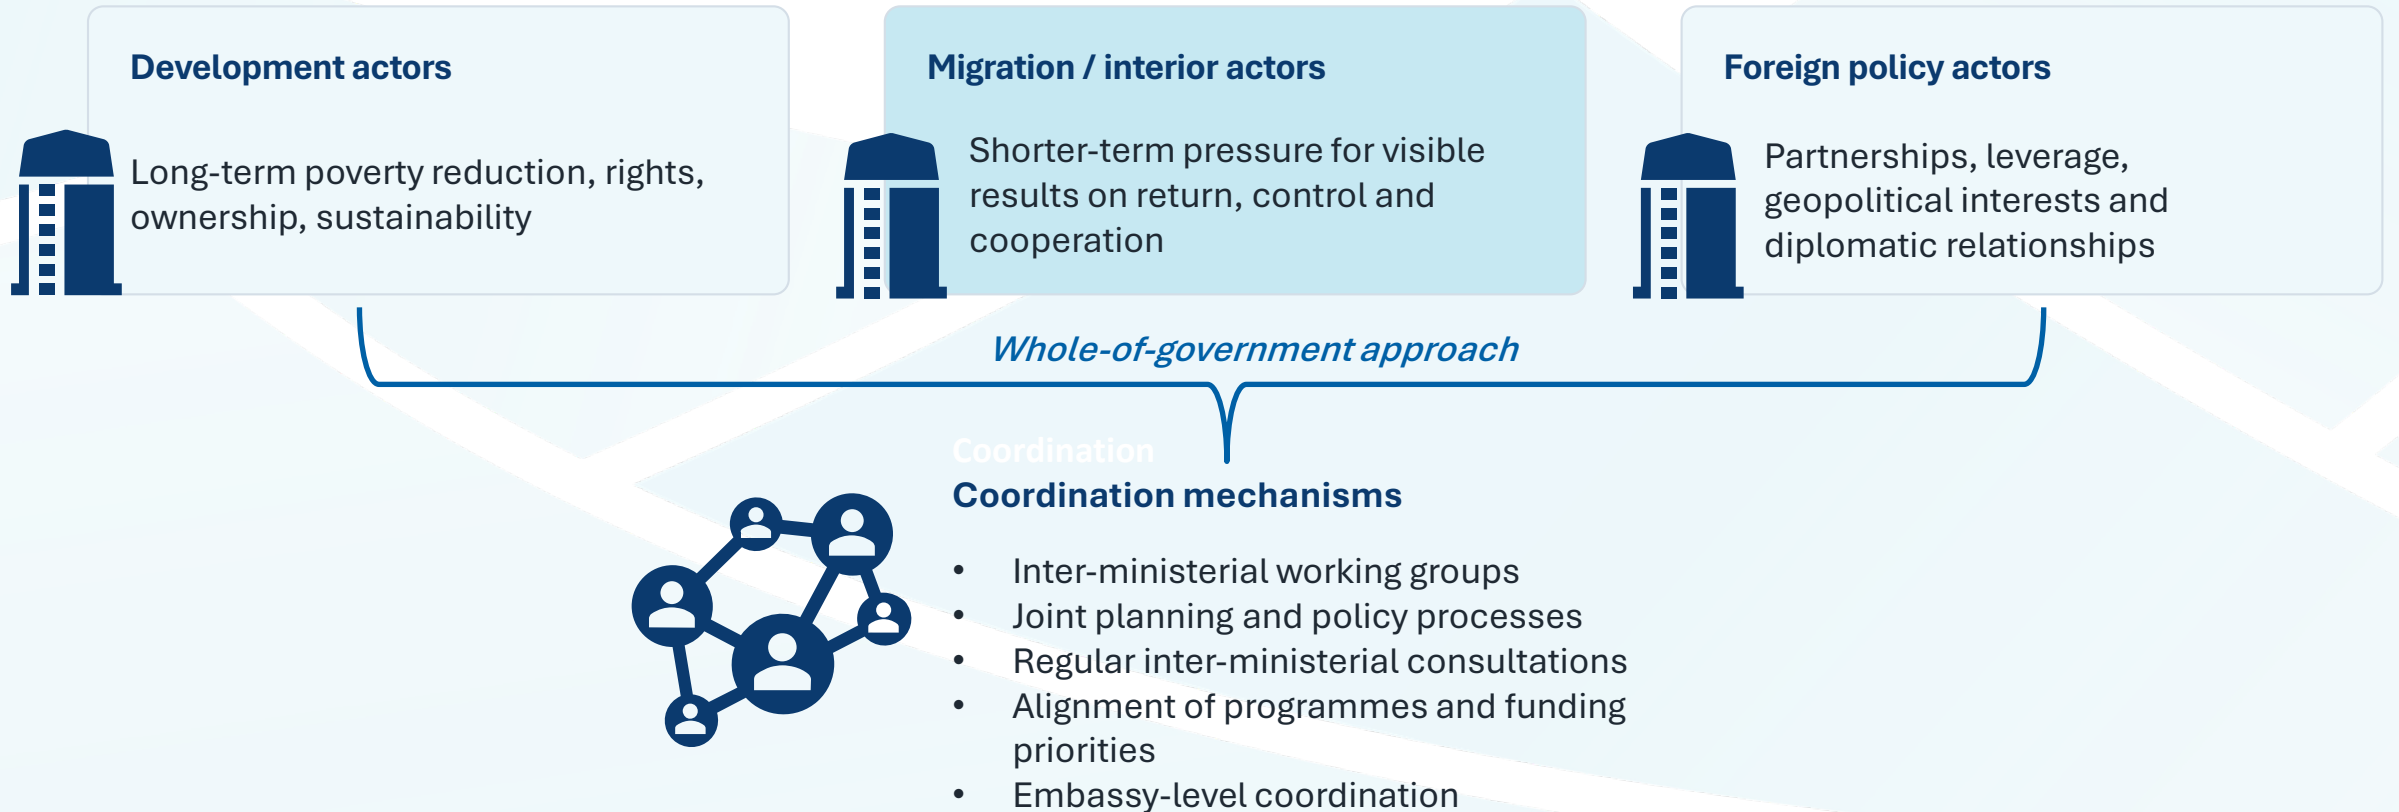 Development actors
Long-term poverty reduction, rights,
ownership, sustainability
Migration / interior actors
Shorter-term pressure for visible
results on return, control and
cooperation
Foreign policy actors
Partnerships, leverage,
geopolitical interests and
diplomatic relationships
Whole-of-government approach
Coordination
Coordination mechanisms
• Inter-ministerial working groups
• Joint planning and policy processes
• Regular inter-ministerial consultations
• Alignment of programmes and funding
priorities
• Embassy-level coordination